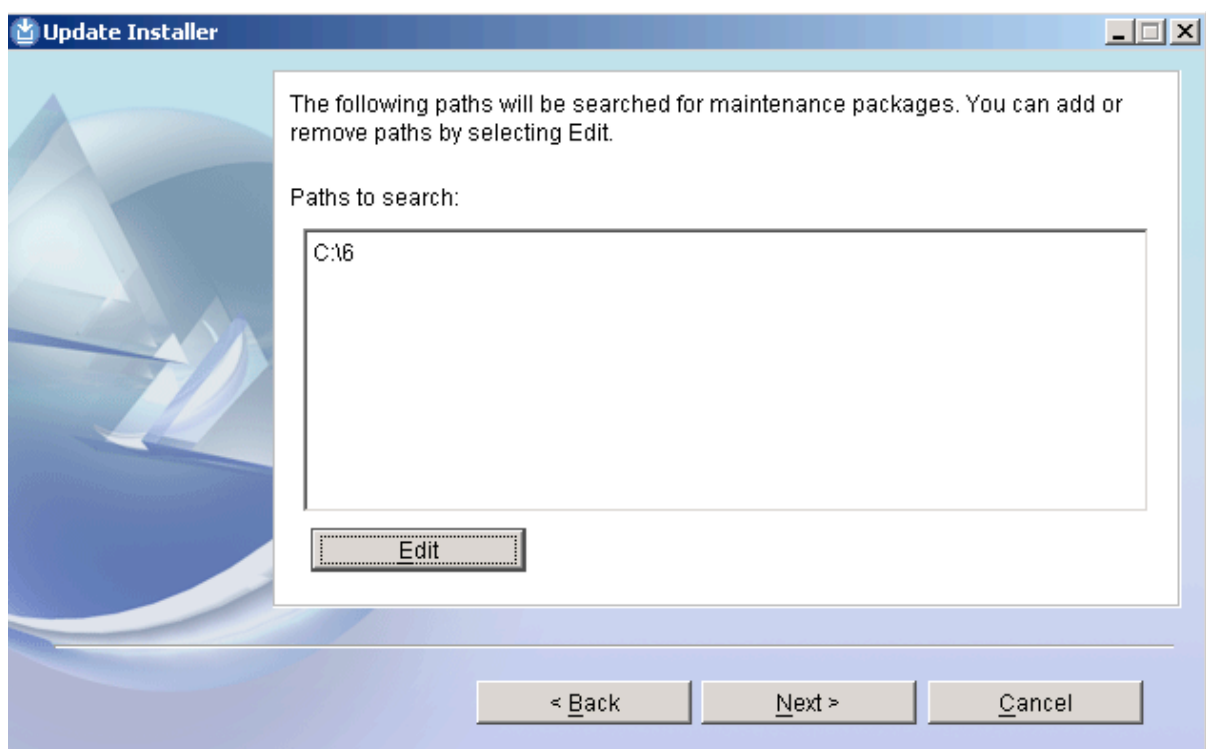 Update Installer
The following paths will be searched for maintenance packages. You can add or
remove paths by selecting Edit.
Paths to search:
C:\6
Edit
< Back
Next >
Cancel